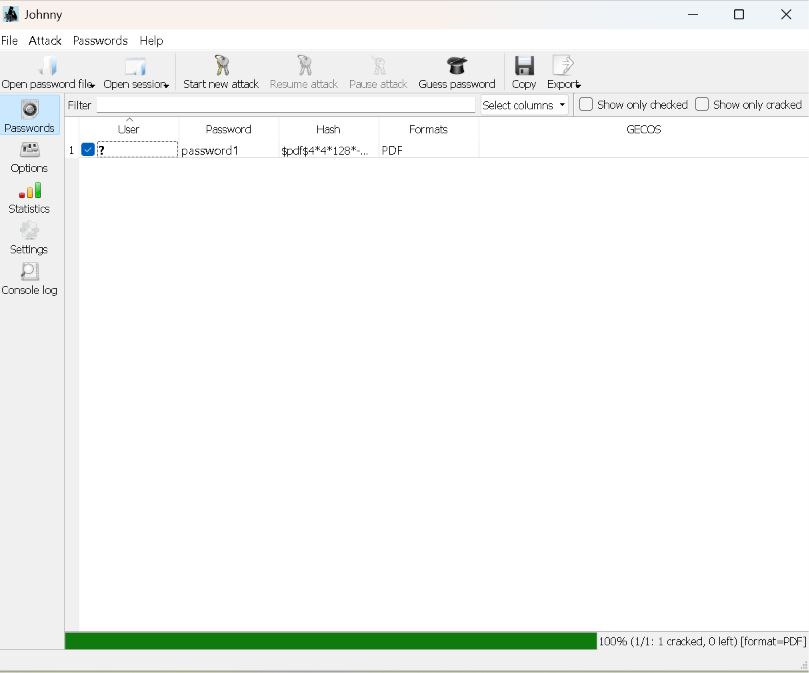 Johnny
File Attack Passwords Help
Open password file Open session Start new attack Resume attack Pause attack Guess password Copy Export
Passwords
Options
Statistics
Settings
Console log
Filter Select columns Show only checked Show only cracked
User Password Hash Formats GECOS
1 ? password1 $pdf$4*4*128*-... PDF
100% (1/1: 1 cracked, 0 left) [format=PDF]